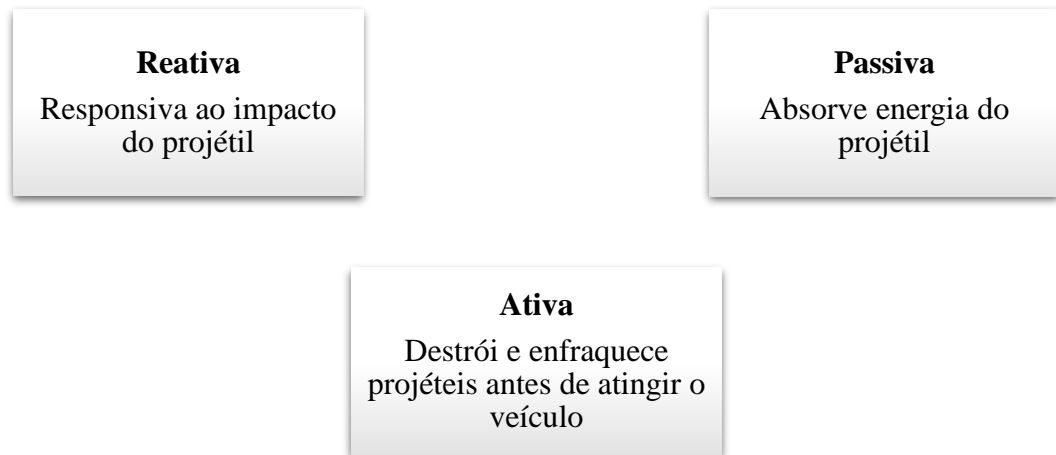 Reativa
Responsiva ao impacto
do projétil
Passiva
Absorve energia do
projétil
Ativa
Destrói e enfraquece
projéteis antes de atingir o
veículo